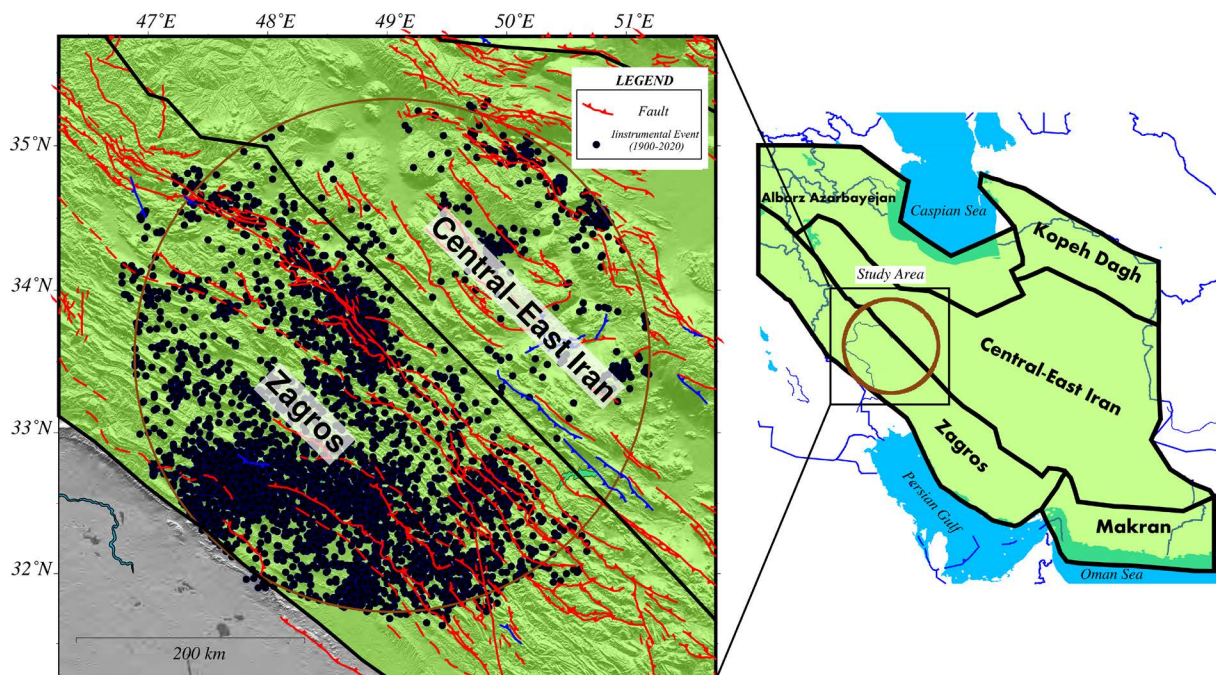 47°E 48°E 49°E 50°E 51°E
35°N
34°N
33°N
32°N
LEGEND
Fault
Iinstrumental Event
(1900-2020)
Central–East Iran
Zagros
200 km
Alborz Azarbayejan
Caspian Sea
Kopeh Dagh
Study Area
Central-East Iran
Zagros
Persian Gulf
Makran
Oman Sea